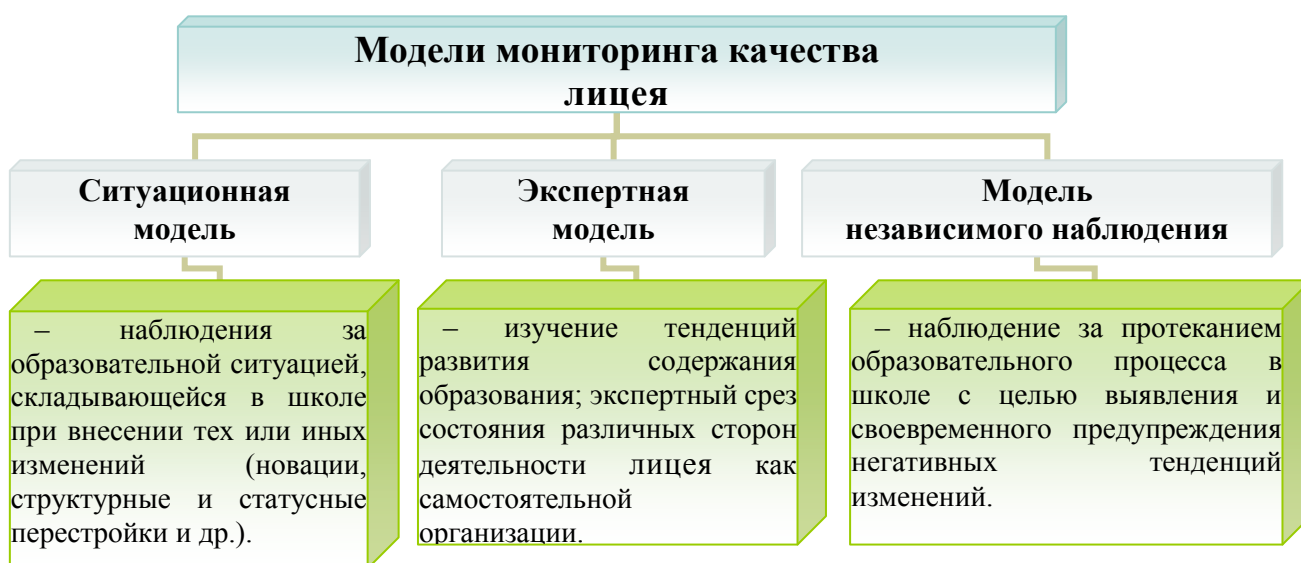 Модели мониторинга качества
лицея
Ситуационная
модель
Экспертная
модель
Модель
независимого наблюдения
– наблюдения за
образовательной ситуацией,
складывающейся в школе
при внесении тех или иных
изменений (новации,
структурные и статусные
перестройки и др.).
– изучение тенденций
развития содержания
образования; экспертный срез
состояния различных сторон
деятельности лицея как
самостоятельной
организации.
– наблюдение за протеканием
образовательного процесса в
школе с целью выявления и
своевременного предупреждения
негативных тенденций
изменений.